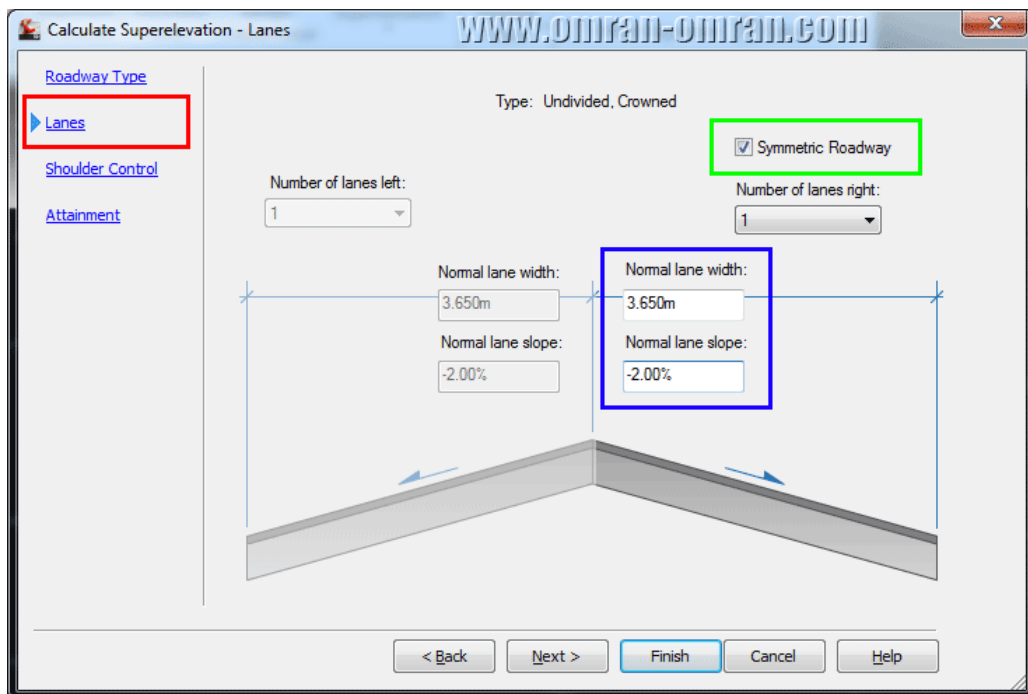 Calculate Superelevation - Lanes
www.omran-omran.com
Roadway Type
Lanes
Shoulder Control
Attainment
Type: Undivided, Crowned
Symmetric Roadway
Number of lanes left:
1
Number of lanes right:
1
Normal lane width:
3.650m
Normal lane slope:
-2.00%
Normal lane width:
3.650m
Normal lane slope:
-2.00%
< Back
Next >
Finish
Cancel
Help